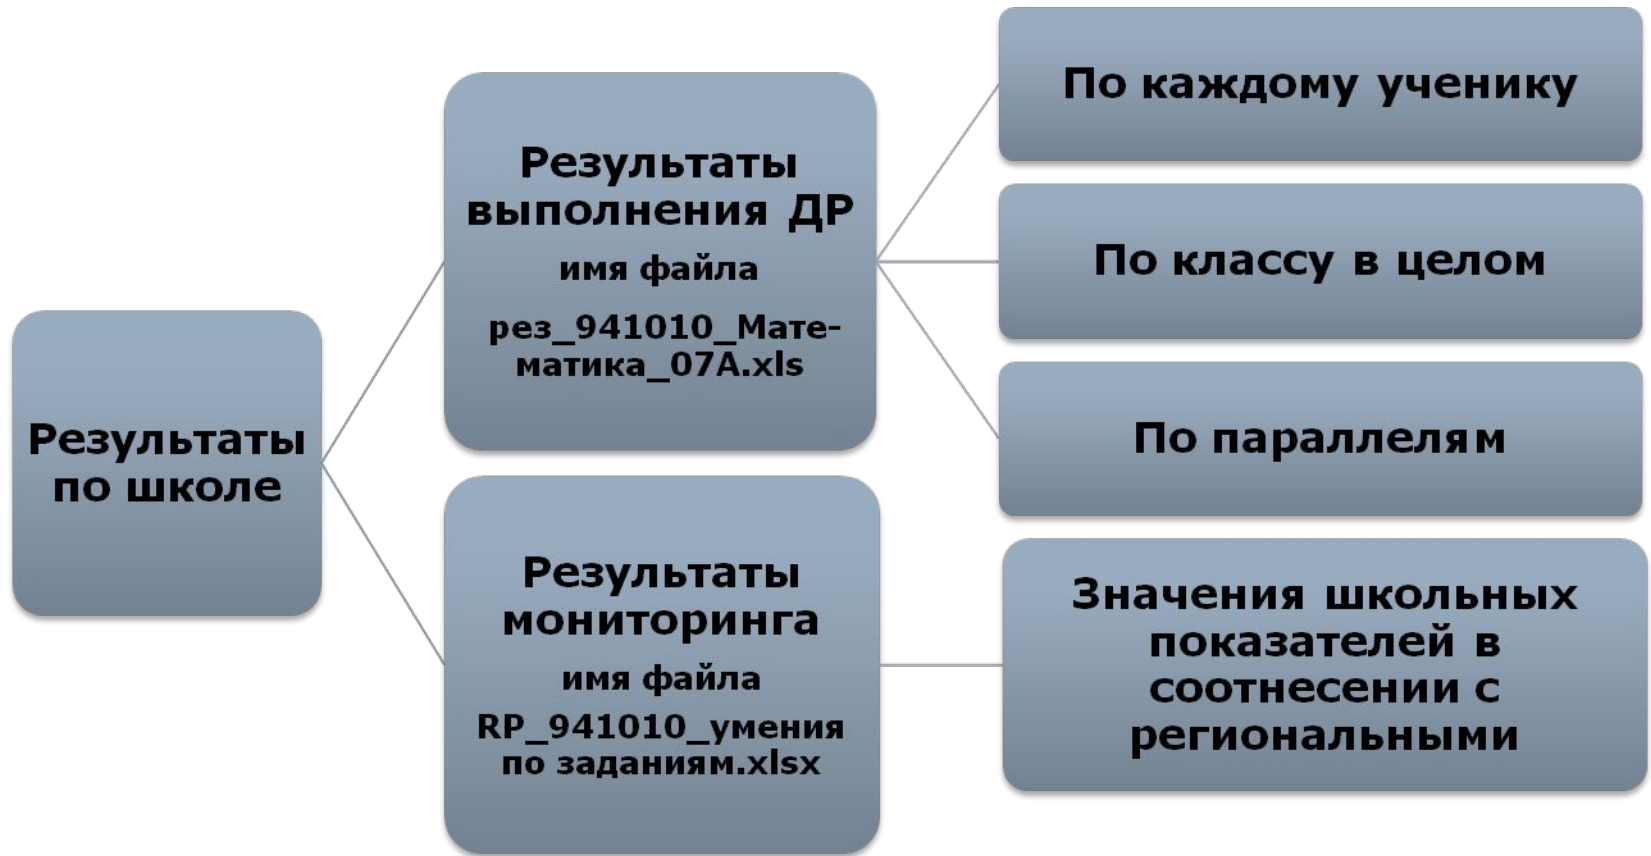 Результаты
по школе
Результаты
выполнения ДР
имя файла
рез_941010_Мате-
матика_07А.xls
По каждому ученику
По классу в целом
По параллелям
Результаты
мониторинга
имя файла
RP_941010_умения
по заданиям.xlsx
Значения школьных
показателей в
соотнесении с
региональными